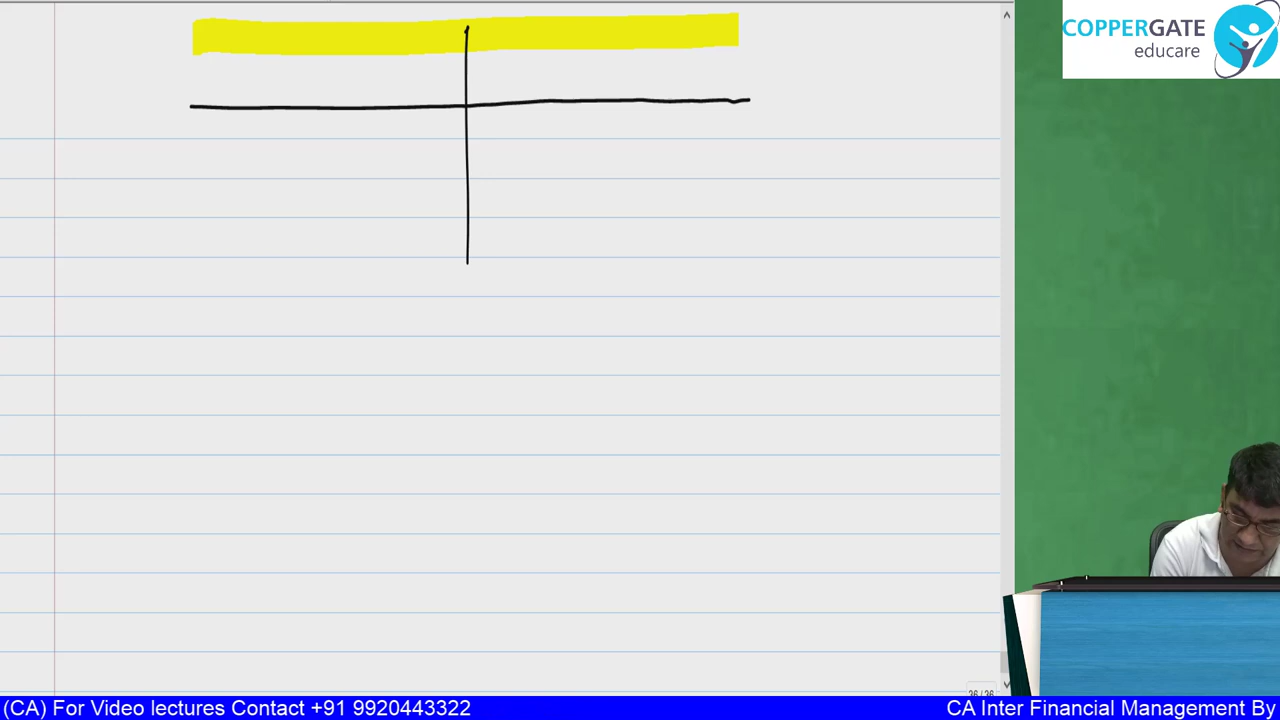 COPPERGATE
educare
(CA) For Video lectures Contact +91 9920443322
CA Inter Financial Management By